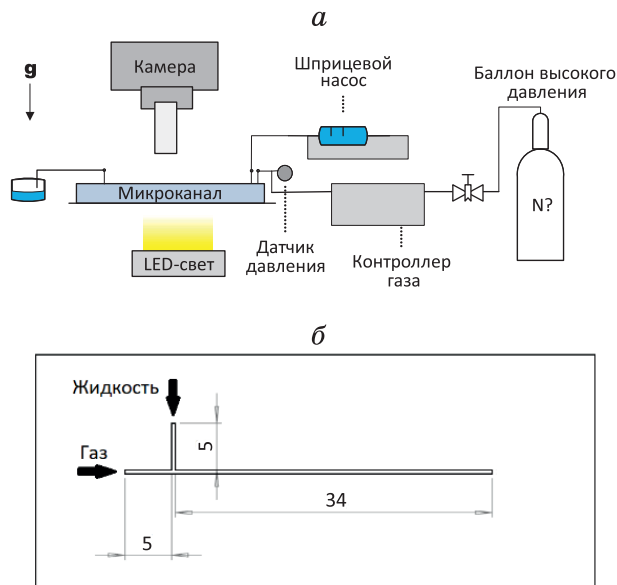 а
g
Камера
Шприцевой
насос
Баллон высокого
давления
Микроканал
N?
LED-свет
Датчик
давления
Контроллер
газа
б
Жидкость
Газ
5
34
5